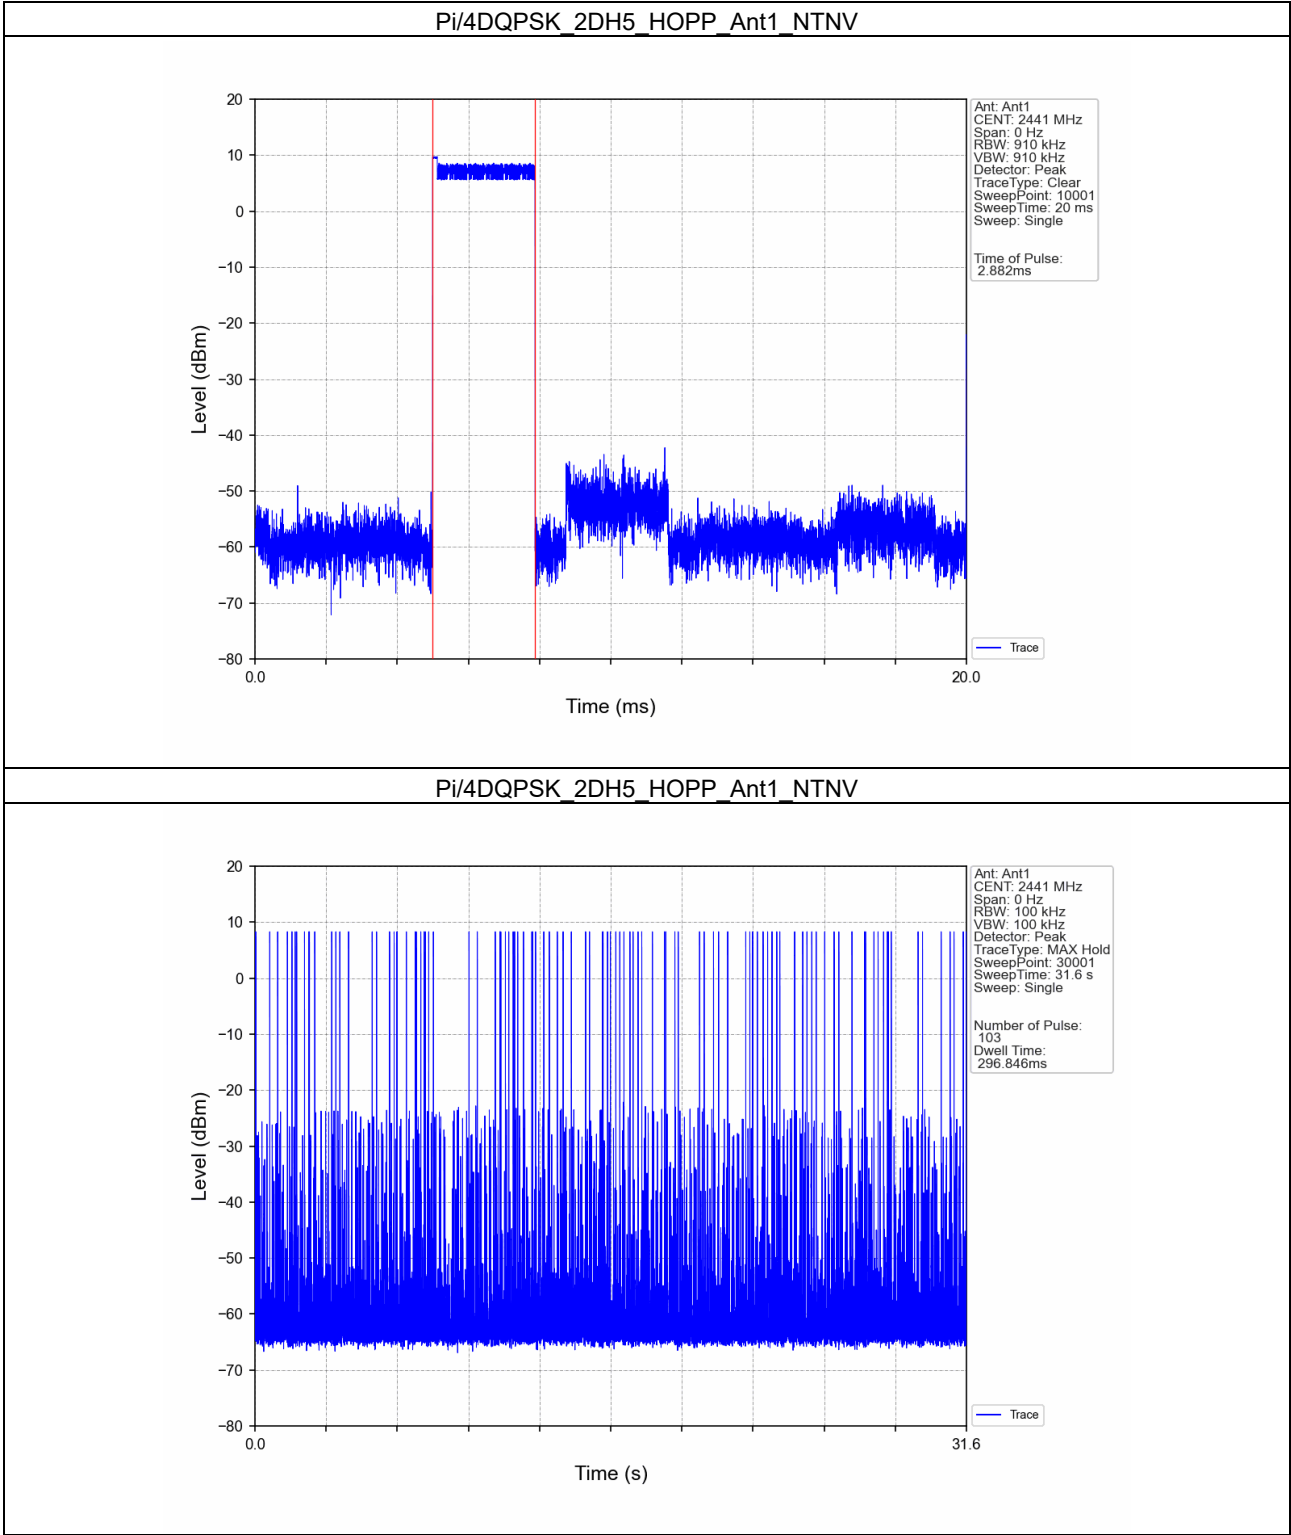 Pi/4DQPSK_2DH5_HOPP_Ant1_NTNV
20
10
0
−10
−20
−30
−40
−50
−60
−70
−80
Level (dBm)
0.0
20.0
Time (ms)
Ant: Ant1
CENT: 2441 MHz
Span: 0 Hz
RBW: 910 kHz
VBW: 910 kHz
Detector: Peak
TraceType: Clear
SweepPoint: 10001
SweepTime: 20 ms
Sweep: Single
Time of Pulse:
2.882ms
Trace
Pi/4DQPSK_2DH5_HOPP_Ant1_NTNV
20
10
0
−10
−20
−30
−40
−50
−60
−70
−80
Level (dBm)
0.0
31.6
Time (s)
Ant: Ant1
CENT: 2441 MHz
Span: 0 Hz
RBW: 100 kHz
VBW: 100 kHz
Detector: Peak
TraceType: MAX Hold
SweepPoint: 30001
SweepTime: 31.6 s
Sweep: Single
Number of Pulse:
103
Dwell Time:
296.846ms
Trace